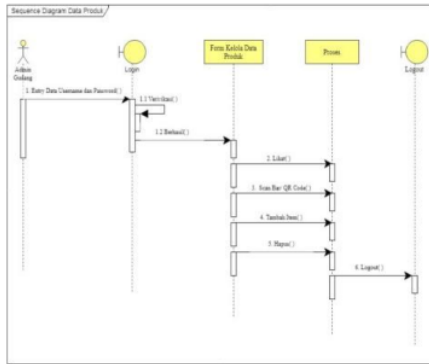 Sequence Diagram Data Produk
Admin
Gudang
Login
Form Kelola Data
Produk
Proses
Logout
1. Entry Data Username dan Password( )
1.1 Verifikasi( )
1.2 Berhasil( )
2. Lihat( )
3. Scan Bar/ QR Code( )
4. Tambah Item( )
5. Hapus( )
6. Logout( )